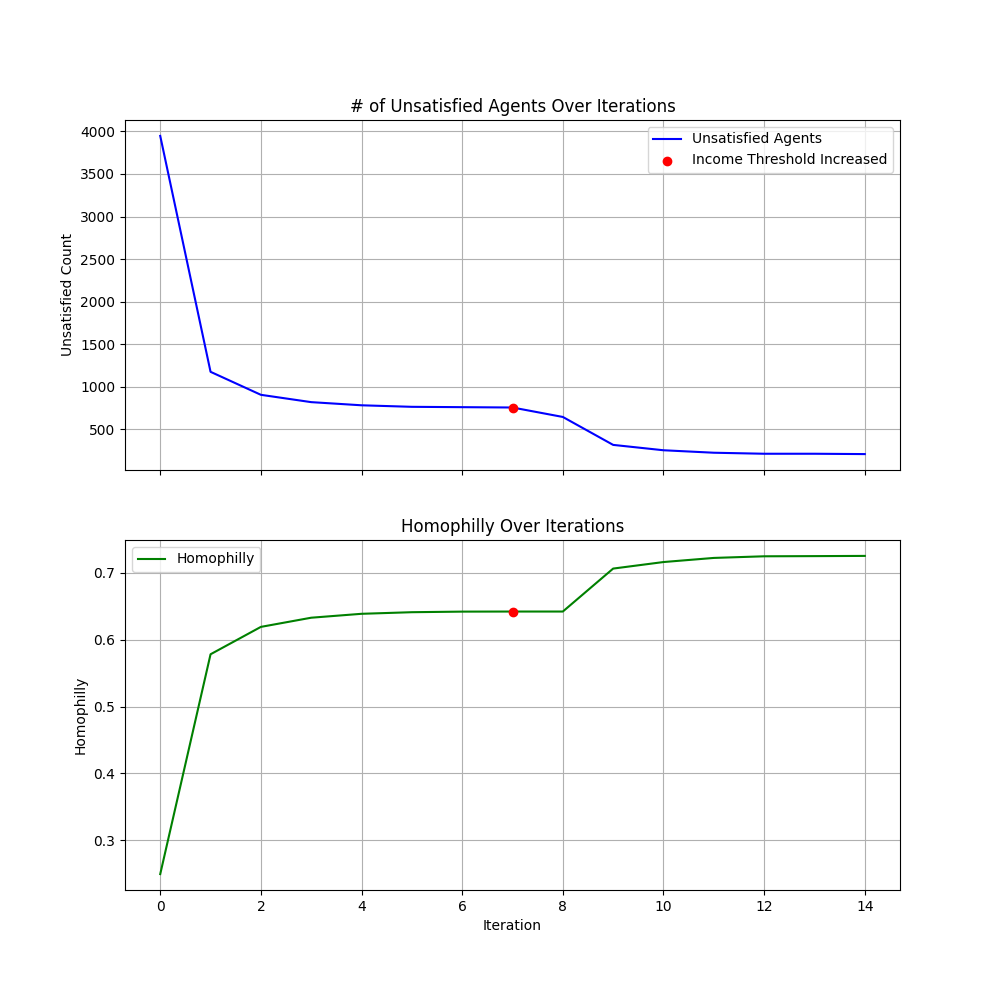 # of Unsatisfied Agents Over Iterations
4000
3500
3000
2500
2000
1500
1000
500
Unsatisfied Count
Unsatisfied Agents
Income Threshold Increased
Homophilly Over Iterations
0.7
0.6
0.5
0.4
0.3
Homophilly
Homophilly
0 2 4 6 8 10 12 14
Iteration